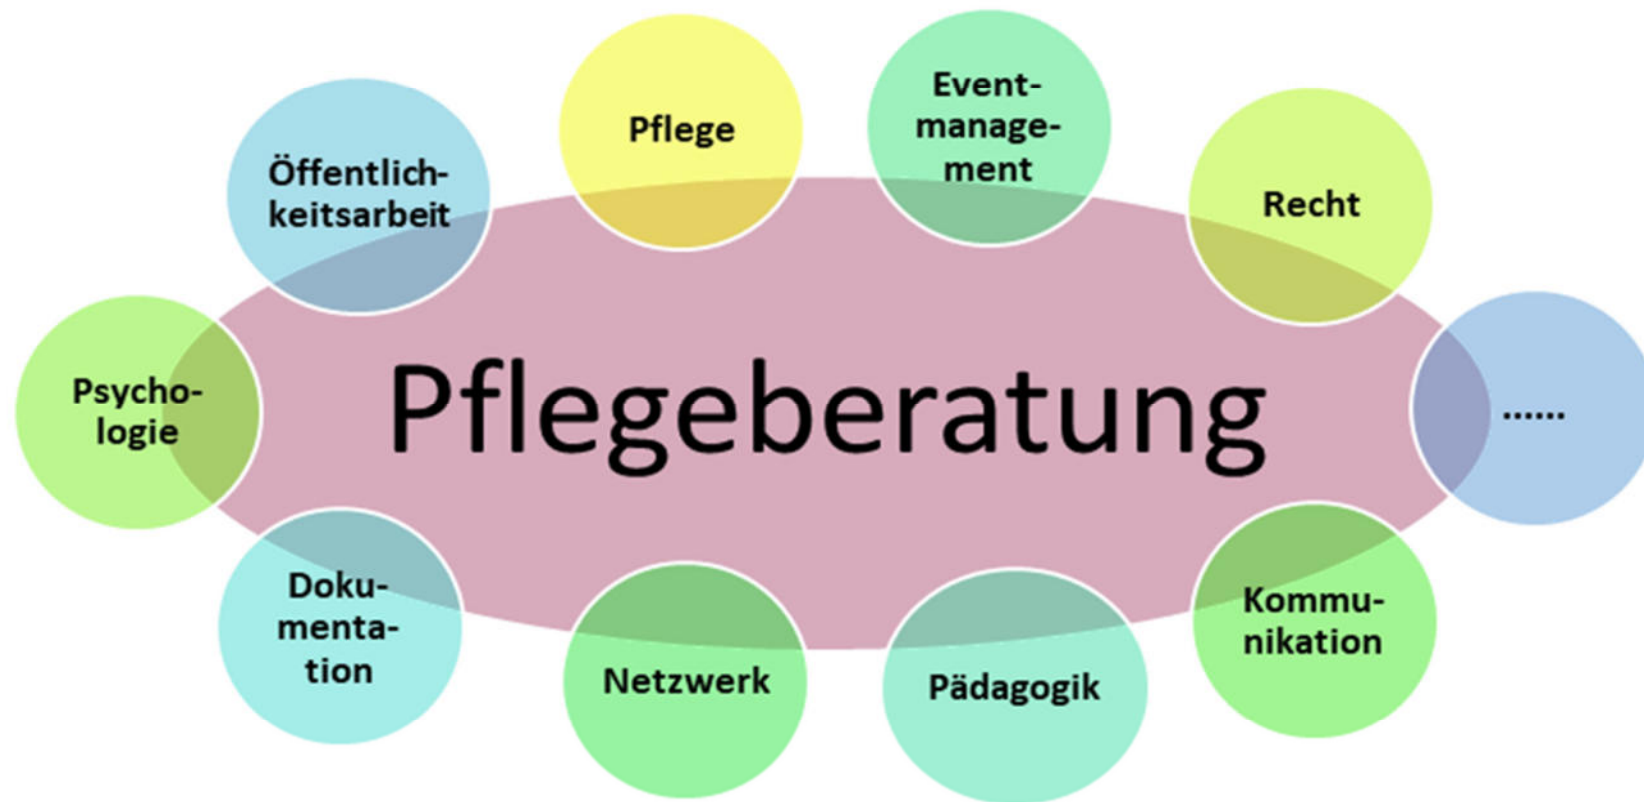 Event-
manage-
ment
Pflege
Öffentlich-
keitsarbeit
Recht
Psycho-
logie
Pflegeberatung
......
Doku-
menta-
tion
Netzwerk
Pädagogik
Kommu-
nikation